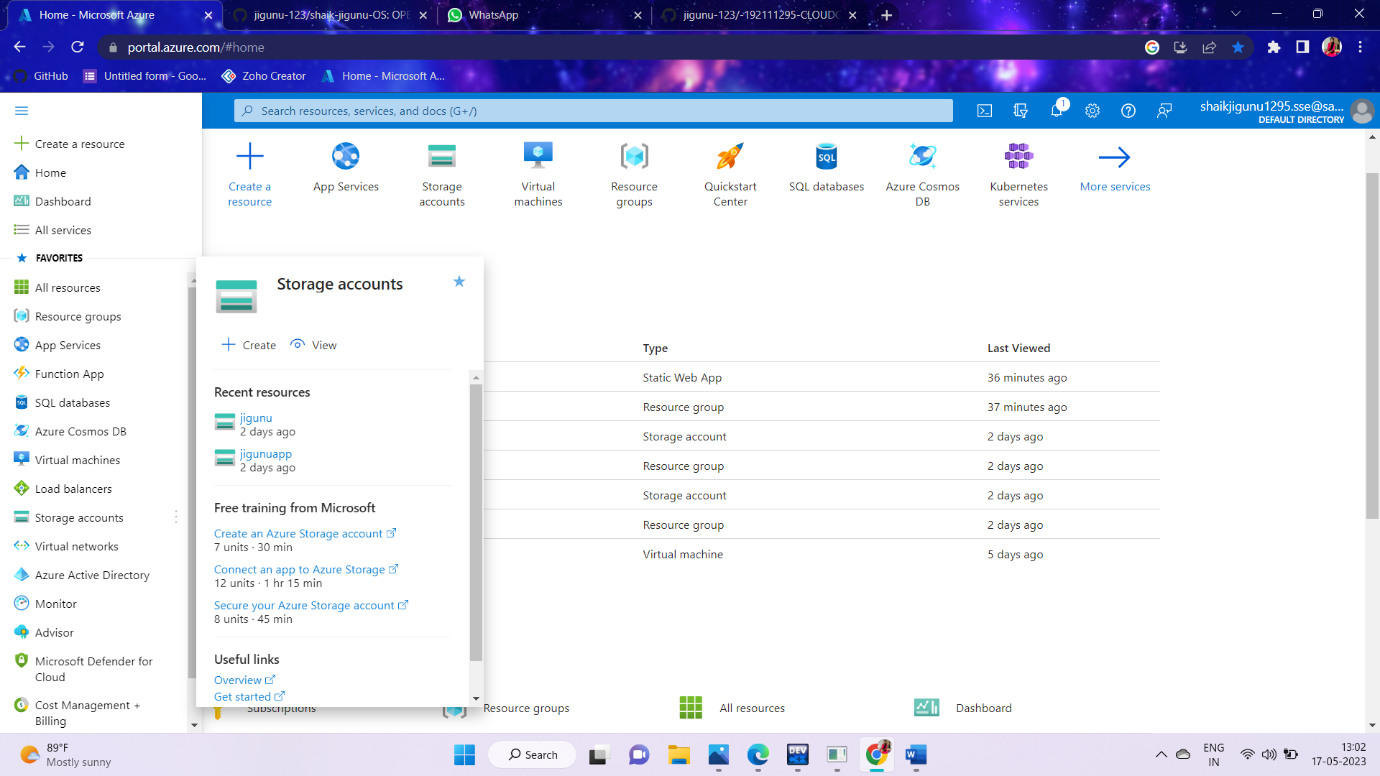 Home - Microsoft Azure
jigunu-123/shaik-jigunu-OS: OPE
WhatsApp
jigunu-123/-192111295-CLOUDC
portal.azure.com/#home
GitHub
Untitled form - Goo...
Zoho Creator
Home - Microsoft A...
Search resources, services, and docs (G+/)
1
shaikjigunu1295.sse@sa...
DEFAULT DIRECTORY
Create a resource
Home
Dashboard
All services
FAVORITES
All resources
Resource groups
App Services
Function App
SQL databases
Azure Cosmos DB
Virtual machines
Load balancers
Storage accounts
Virtual networks
Azure Active Directory
Monitor
Advisor
Microsoft Defender for
Cloud
Cost Management +
Billing
Create a
resource
App Services
Storage
accounts
Virtual
machines
Resource
groups
Quickstart
Center
SQL
SQL databases
Azure Cosmos
DB
Kubernetes
services
More services
Storage accounts
Create
View
Recent resources
jigunu
2 days ago
jigunuapp
2 days ago
Free training from Microsoft
Create an Azure Storage account
7 units · 30 min
Connect an app to Azure Storage
12 units · 1 hr 15 min
Secure your Azure Storage account
8 units · 45 min
Useful links
Overview
Get started
Type
Last Viewed
Static Web App
36 minutes ago
Resource group
37 minutes ago
Storage account
2 days ago
Resource group
2 days ago
Storage account
2 days ago
Resource group
2 days ago
Virtual machine
5 days ago
Subscriptions
Resource groups
All resources
Dashboard
89°F
Mostly sunny
Search
DEV
ENG
IN
13:02
17-05-2023